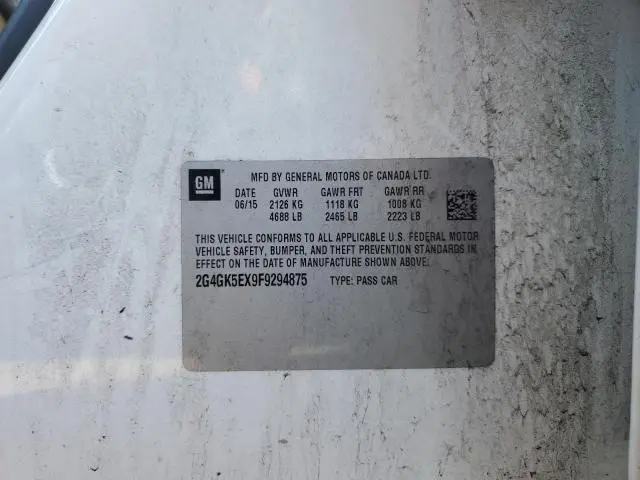 GM
MFD BY GENERAL MOTORS OF CANADA LTD.
DATE GVWR GAWR FRT GAWR RR
06/15 2126 KG 1118 KG 1008 KG
4688 LB 2465 LB 2223 LB
THIS VEHICLE CONFORMS TO ALL APPLICABLE U.S. FEDERAL MOTOR
VEHICLE SAFETY, BUMPER, AND THEFT PREVENTION STANDARDS IN
EFFECT ON THE DATE OF MANUFACTURE SHOWN ABOVE.
2G4GK5EX9F9294875 TYPE: PASS CAR